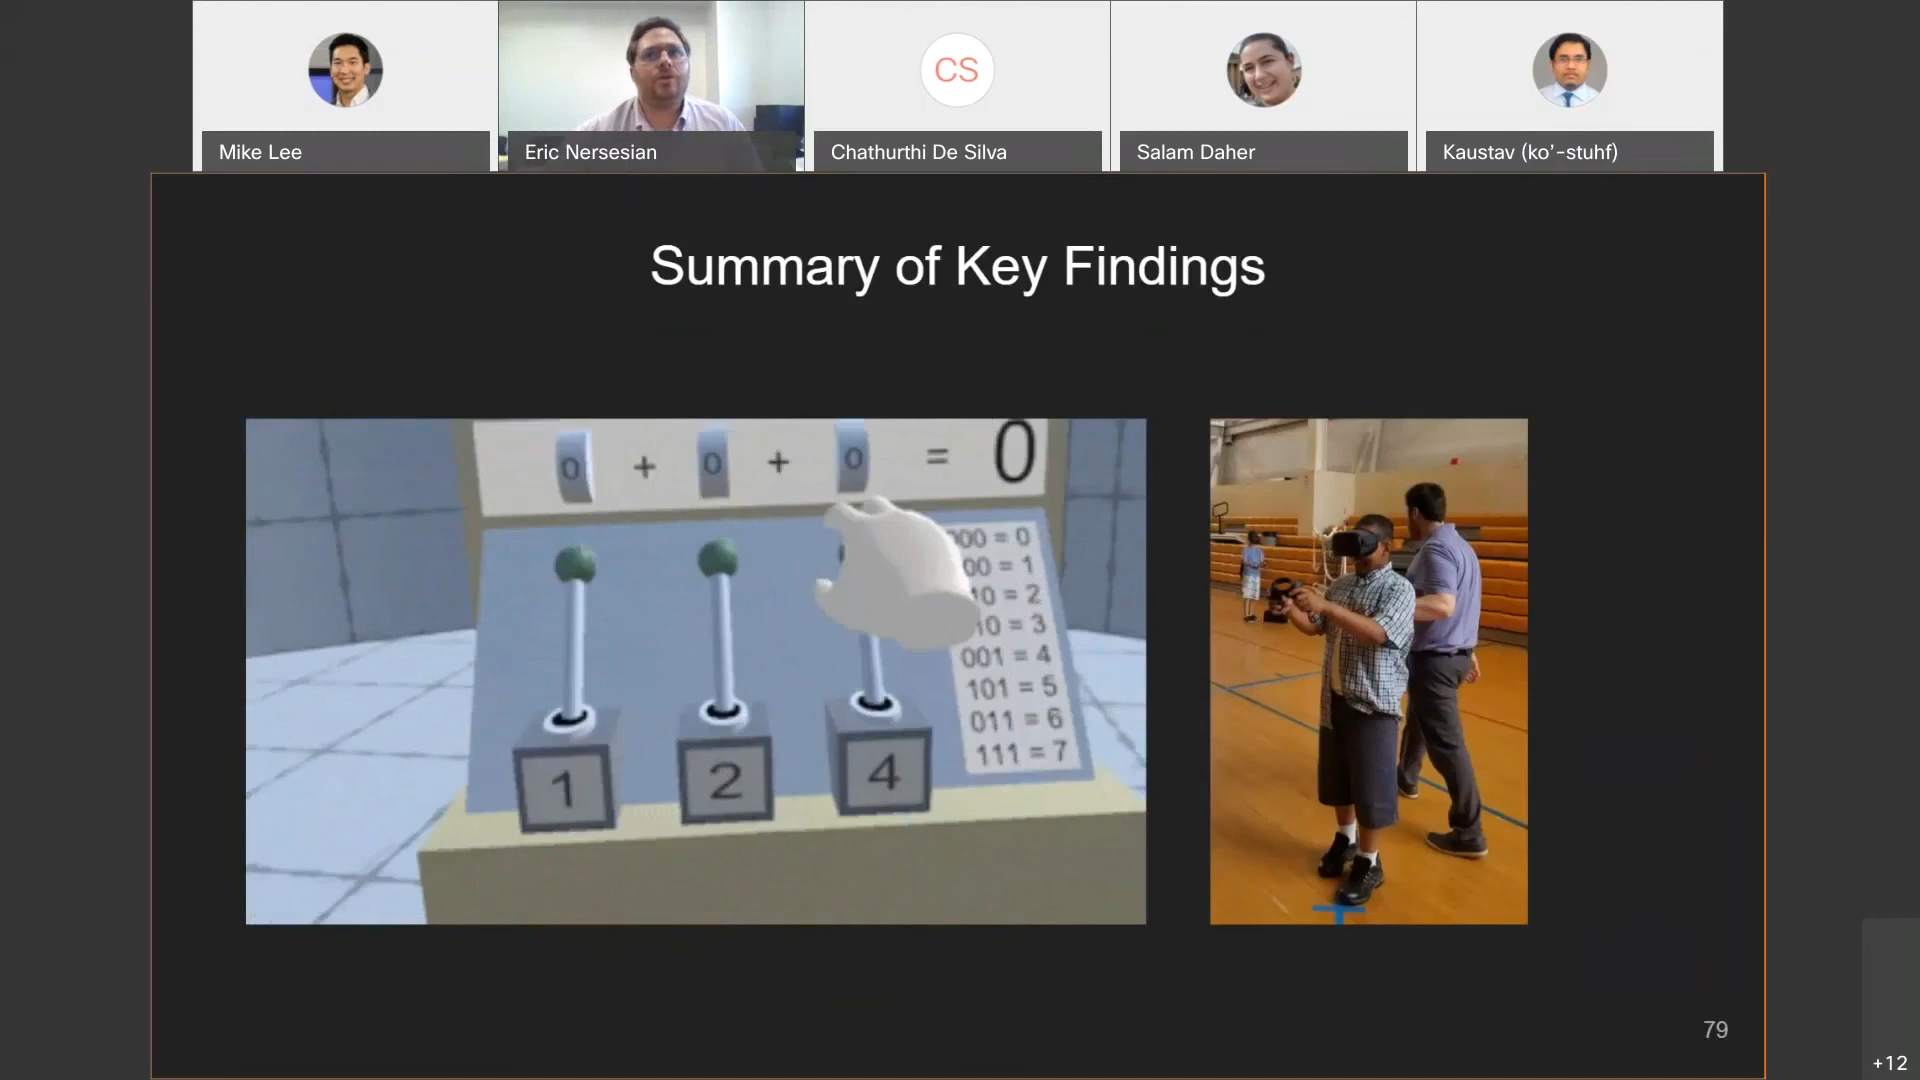 CS
Mike Lee
Eric Nersesian
Chathurthi De Silva
Salam Daher
Kaustav (ko’-stuhf)
Summary of Key Findings
0 + 0 + 0 = 0
000 = 0
00 = 1
10 = 2
10 = 3
001 = 4
101 = 5
011 = 6
111 = 7
1 2 4
79
+12